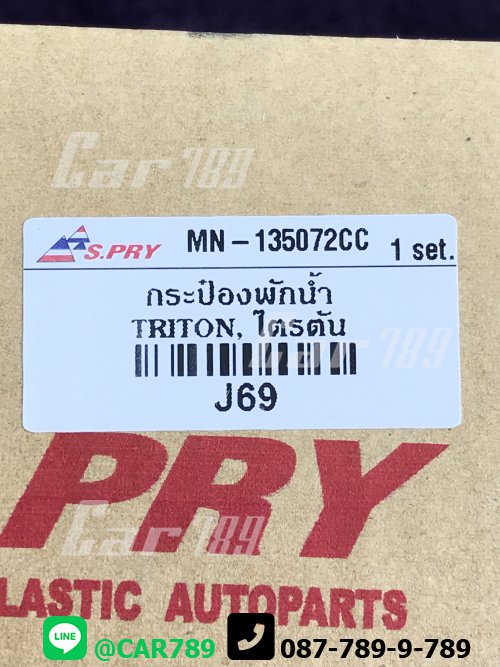 Car789
S.PRY MN-135072CC 1 set.
กระป๋องพักน้ำ
TRITON, ไตรตัน
Car789
J69
PRY
Car789
LASTIC AUTOPARTS
LINE @CAR789 087-789-9-789